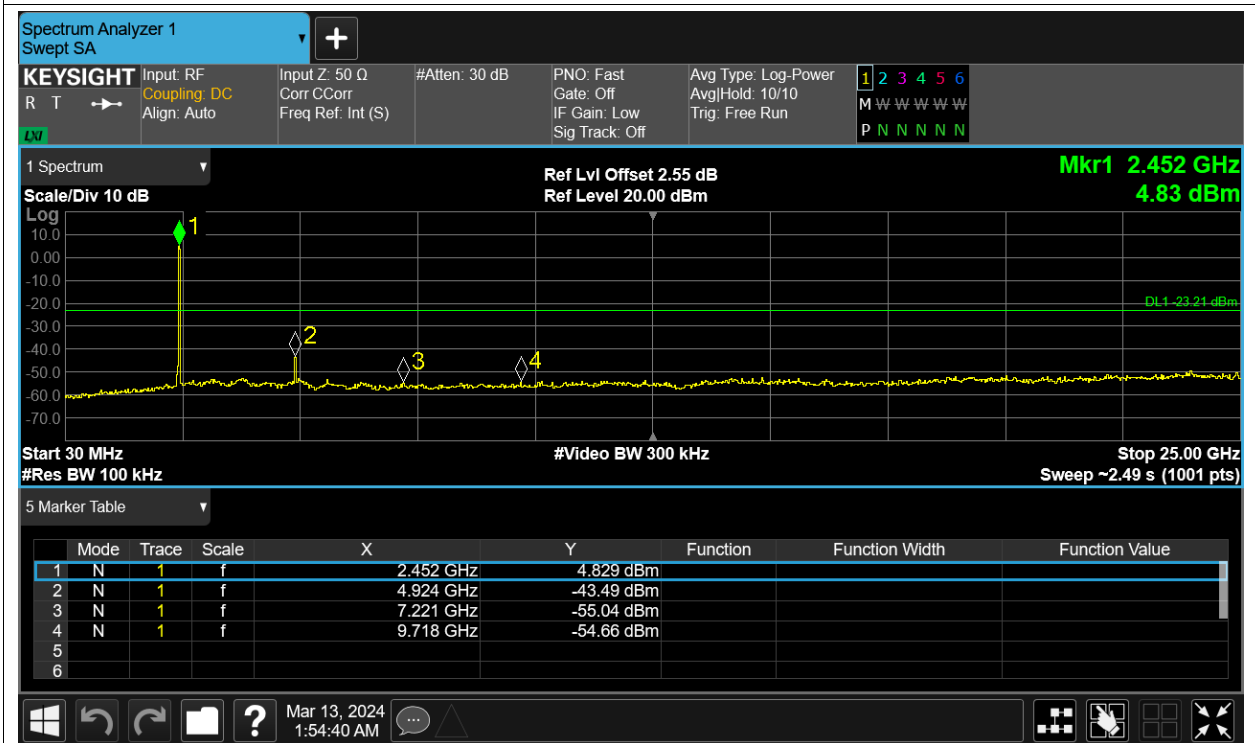 Spectrum Analyzer 1
Swept SA
+
KEYSIGHT
R T
LXI
Input: RF
Coupling: DC
Align: Auto
Input Z: 50 Ω
Corr CCorr
Freq Ref: Int (S)
#Atten: 30 dB
PNO: Fast
Gate: Off
IF Gain: Low
Sig Track: Off
Avg Type: Log-Power
Avg|Hold: 10/10
Trig: Free Run
1 2 3 4 5 6
M W W W W W
P N N N N N
1 Spectrum
Scale/Div 10 dB
Ref Lvl Offset 2.55 dB
Ref Level 20.00 dBm
Mkr1 2.452 GHz
4.83 dBm
Log
10.0
0.00
-10.0
-20.0
-30.0
-40.0
-50.0
-60.0
-70.0
1
2
3
4
DL1 -23.21 dBm
Start 30 MHz
#Video BW 300 kHz
Stop 25.00 GHz
#Res BW 100 kHz
Sweep ~2.49 s (1001 pts)
5 Marker Table
Mode Trace Scale X Y Function Function Width Function Value
1 N 1 f 2.452 GHz 4.829 dBm
2 N 1 f 4.924 GHz -43.49 dBm
3 N 1 f 7.221 GHz -55.04 dBm
4 N 1 f 9.718 GHz -54.66 dBm
5
6
?
Mar 13, 2024
1:54:40 AM